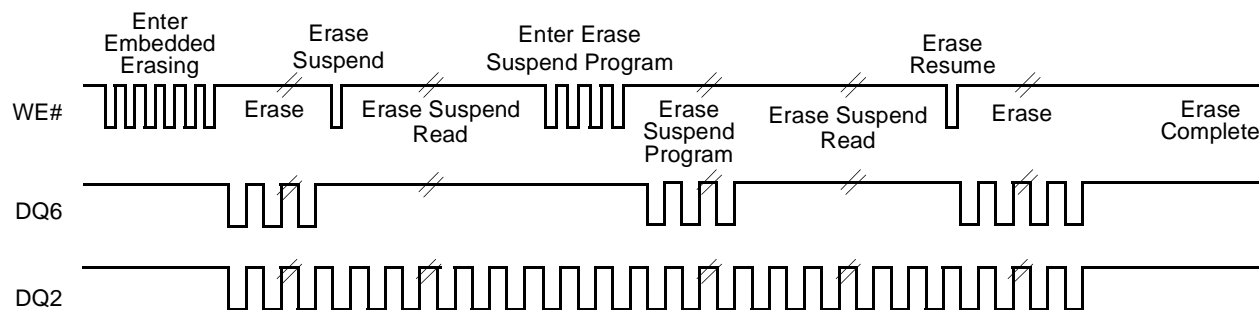 Enter
Embedded
Erasing
Erase
Suspend
Enter Erase
Suspend Program
Erase
Resume
WE#
Erase
Erase Suspend
Read
Erase
Suspend
Program
Erase Suspend
Read
Erase
Erase
Complete
DQ6
DQ2